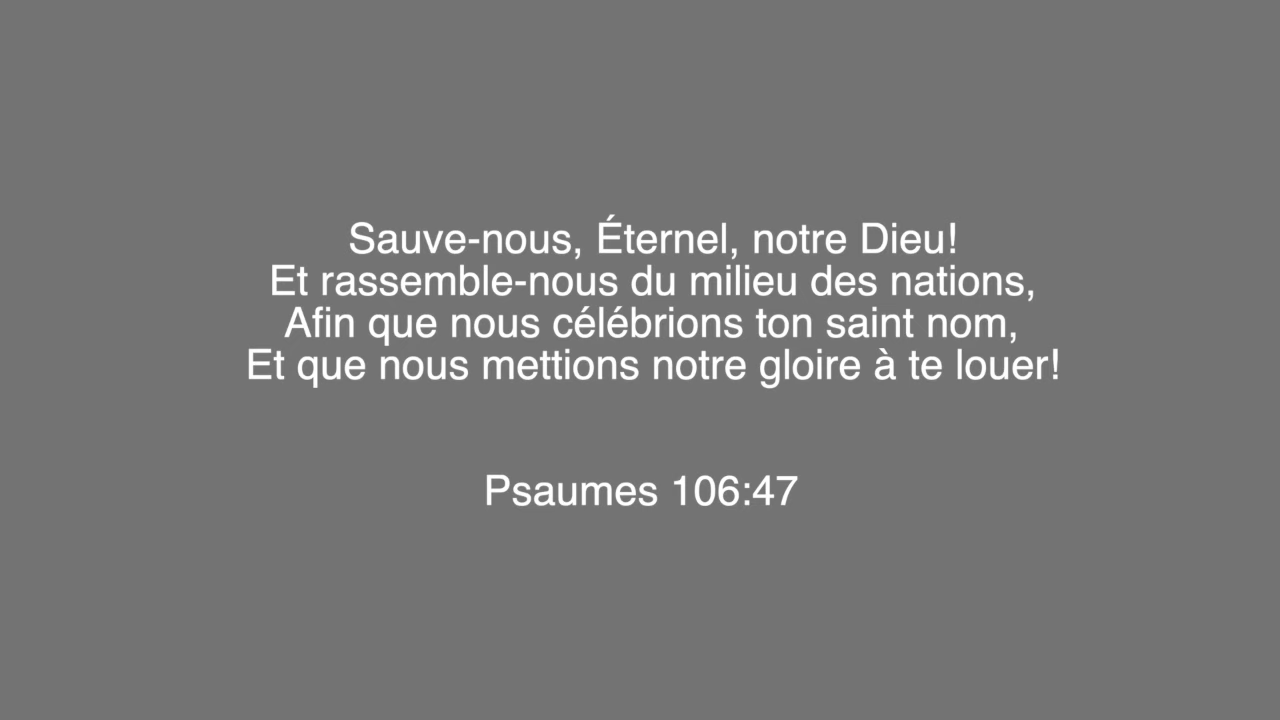 Sauve-nous, Éternel, notre Dieu!
Et rassemble-nous du milieu des nations,
Afin que nous célébrions ton saint nom,
Et que nous mettions notre gloire à te louer!
Psaumes 106:47